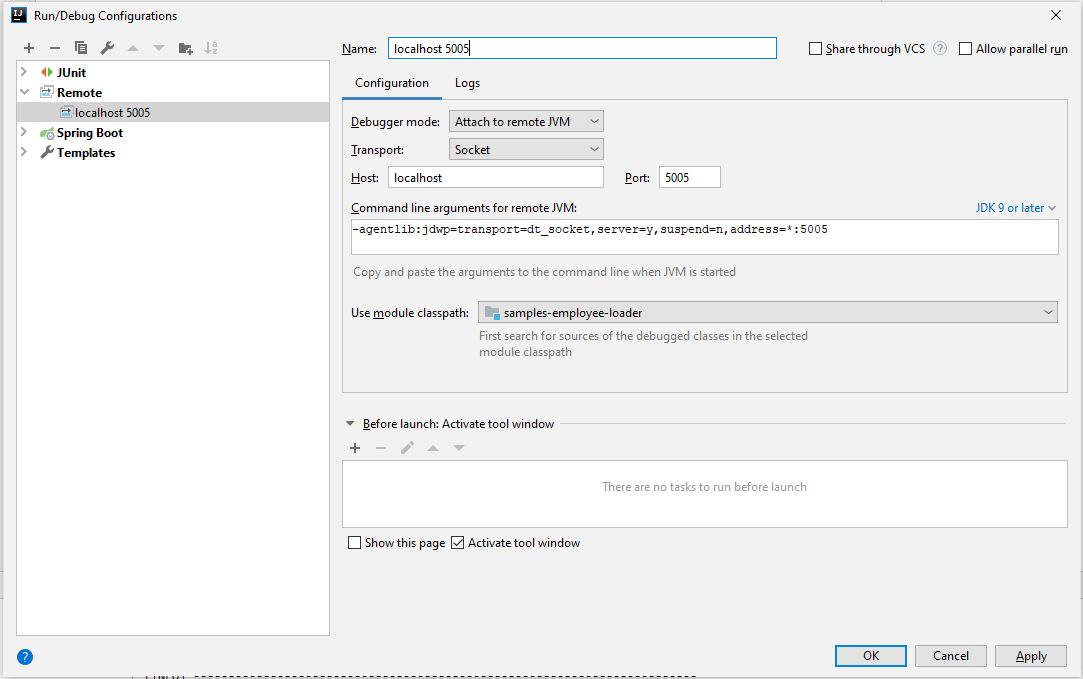 IJ
Run/Debug Configurations
Name: localhost 5005
Share through VCS ? Allow parallel run
JUnit
Remote
localhost 5005
Spring Boot
Templates
Configuration Logs
Debugger mode: Attach to remote JVM
Transport: Socket
Host: localhost Port: 5005
Command line arguments for remote JVM: JDK 9 or later
-agentlib:jdwp=transport=dt_socket,server=y,suspend=n,address=*:5005
Copy and paste the arguments to the command line when JVM is started
Use module classpath: samples-employee-loader
First search for sources of the debugged classes in the selected
module classpath
Before launch: Activate tool window
There are no tasks to run before launch
Show this page Activate tool window
?
OK Cancel Apply